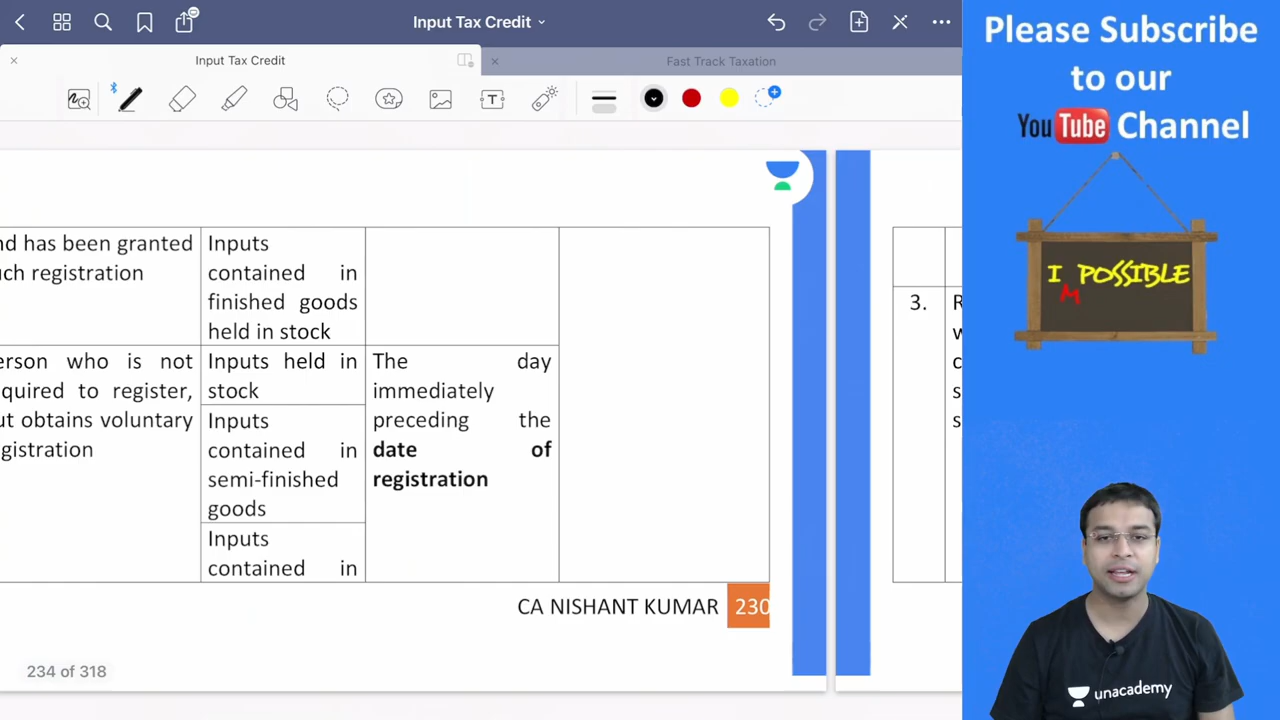 Input Tax Credit
Input Tax Credit
Fast Track Taxation
nd has been granted
uch registration
Inputs
contained in
finished goods
held in stock
erson who is not
quired to register,
ut obtains voluntary
gistration
Inputs held in
stock
Inputs
contained in
semi-finished
goods
Inputs
contained in
The day
immediately
preceding the
date of
registration
3.
CA NISHANT KUMAR 230
234 of 318
Please Subscribe
to our
YouTube Channel
I POSSIBLE
M
unacademy